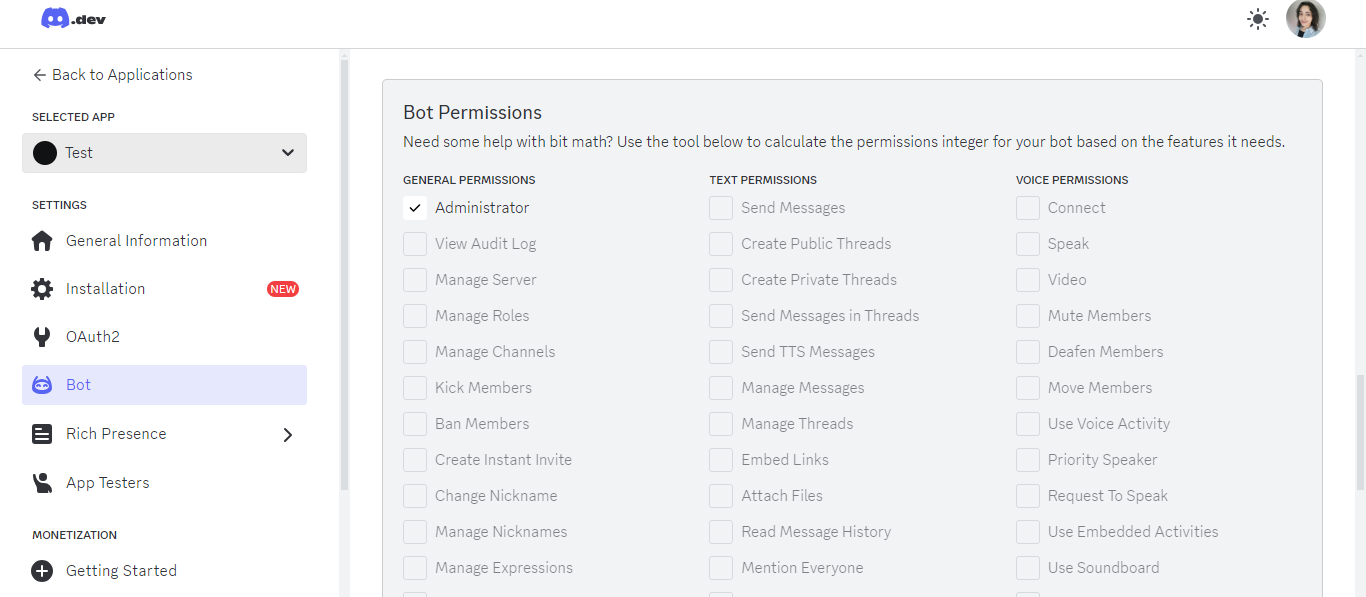 .dev
Back to Applications
SELECTED APP
Test
SETTINGS
General Information
Installation NEW
OAuth2
Bot
Rich Presence
App Testers
MONETIZATION
Getting Started
Bot Permissions
Need some help with bit math? Use the tool below to calculate the permissions integer for your bot based on the features it needs.
GENERAL PERMISSIONS
Administrator
View Audit Log
Manage Server
Manage Roles
Manage Channels
Kick Members
Ban Members
Create Instant Invite
Change Nickname
Manage Nicknames
Manage Expressions
TEXT PERMISSIONS
Send Messages
Create Public Threads
Create Private Threads
Send Messages in Threads
Send TTS Messages
Manage Messages
Manage Threads
Embed Links
Attach Files
Read Message History
Mention Everyone
VOICE PERMISSIONS
Connect
Speak
Video
Mute Members
Deafen Members
Move Members
Use Voice Activity
Priority Speaker
Request To Speak
Use Embedded Activities
Use Soundboard